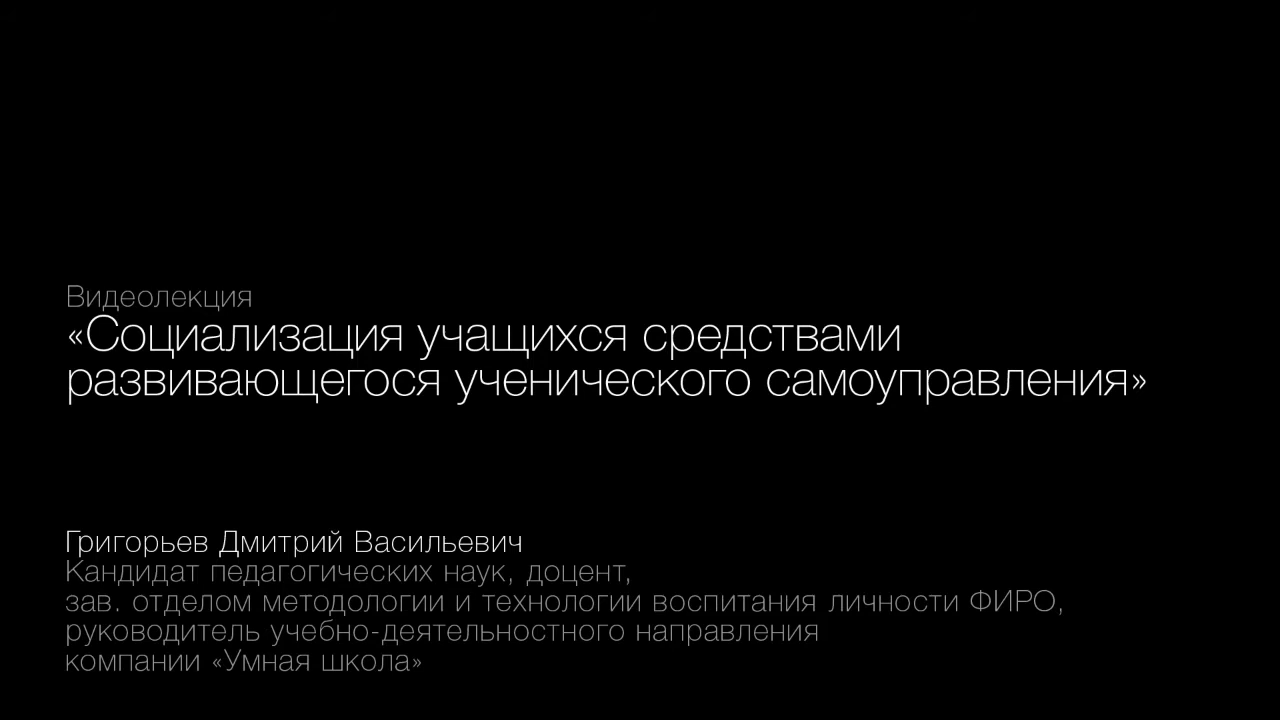 Видеолекция
«Социализация учащихся средствами
развивающегося ученического самоуправления»
Григорьев Дмитрий Васильевич
Кандидат педагогических наук, доцент,
зав. отделом методологии и технологии воспитания личности ФИРО,
руководитель учебно-деятельностного направления
компании «Умная школа»